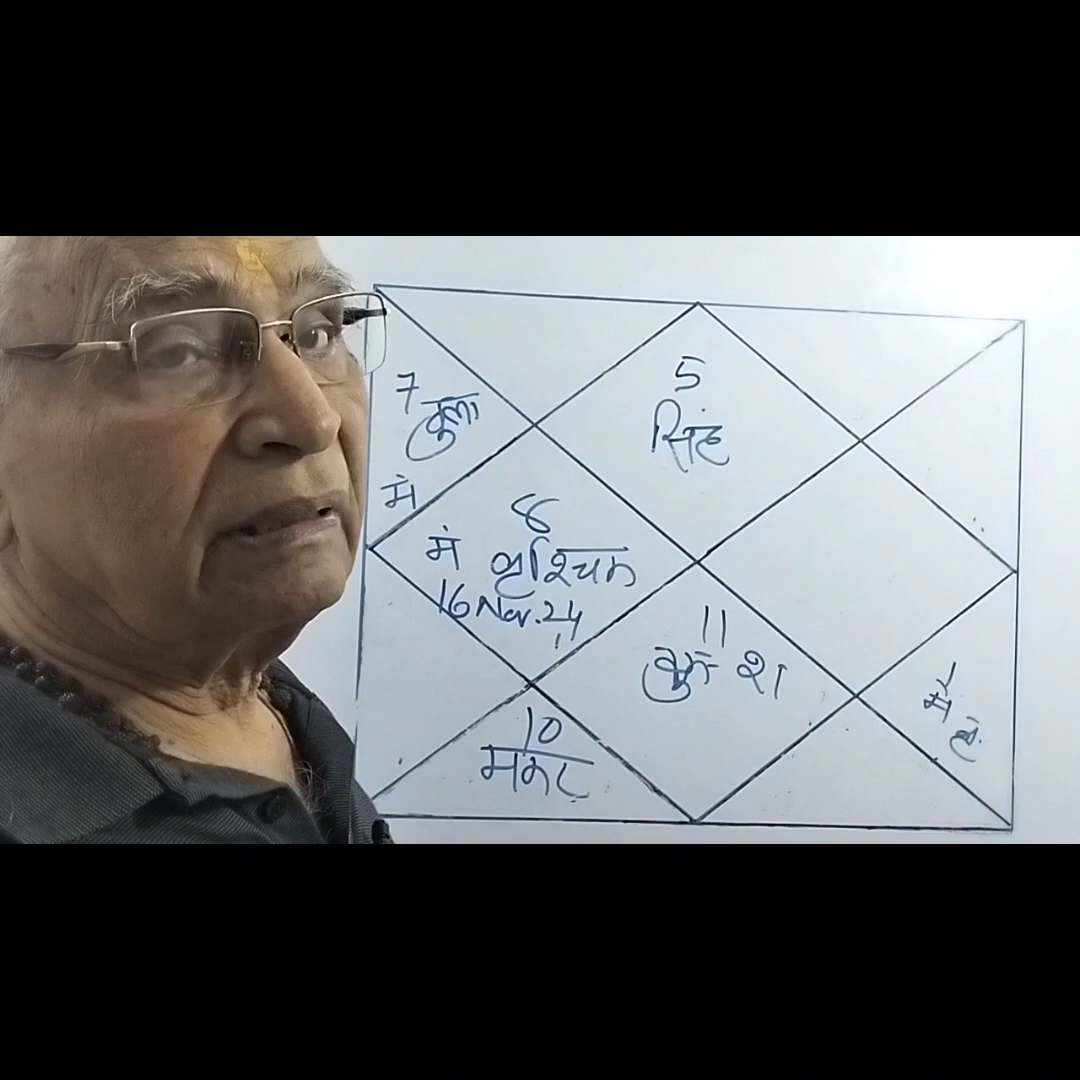 5
सिंह
7 तुला
मं
8
मं वृश्चिक
16 Nov. 24
11
कुंभ श
10
मकर
1
में